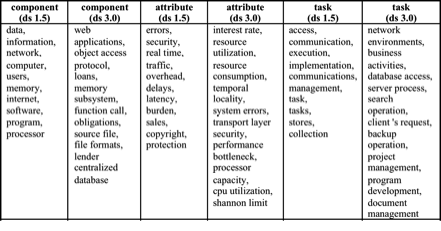 component
(ds 1.5)
component
(ds 3.0)
attribute
(ds 1.5)
attribute
(ds 3.0)
task
(ds 1.5)
task
(ds 3.0)
data,
information,
network,
computer,
users,
memory,
internet,
software,
program,
processor
web
applications,
object access
protocol,
loans,
memory
subsystem,
function call,
obligations,
source file,
file formats,
lender
centralized
database
errors,
security,
real time,
traffic,
overhead,
delays,
latency,
burden,
sales,
copyright,
protection
interest rate,
resource
utilization,
resource
consumption,
temporal
locality,
system errors,
transport layer
security,
performance
bottleneck,
processor
capacity,
cpu utilization,
shannon limit
access,
communication,
execution,
implementation,
communications,
management,
task,
tasks,
stores,
collection
network
environments,
business
activities,
database access,
server process,
search
operation,
client 's request,
backup
operation,
project
management,
program
development,
document
management